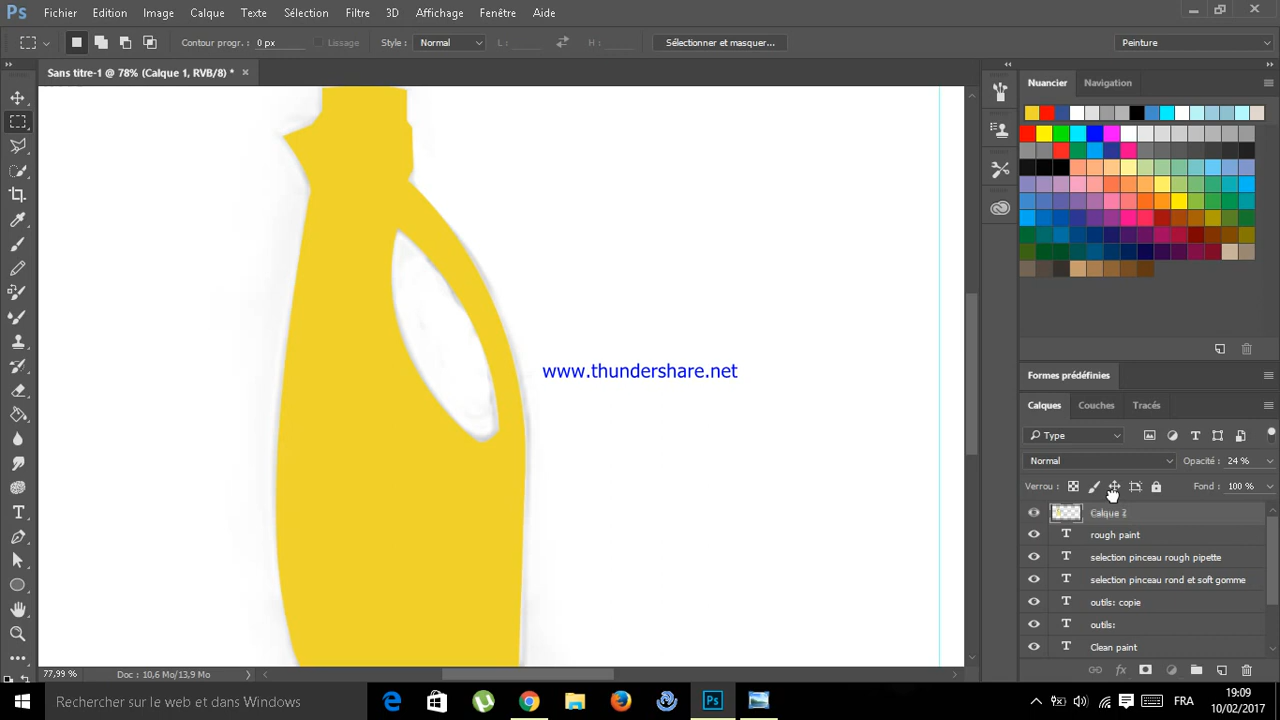 Ps Fichier Edition Image Calque Texte Sélection Filtre 3D Affichage Fenêtre Aide
Contour progr. : 0 px Lissage Style : Normal L : H : Sélectionner et masquer... Peinture
Sans titre-1 @ 78% (Calque 1, RVB/8) * ×
Nuancier Navigation
www.thundershare.net
Formes prédéfinies
Calques Couches Tracés
Type
Normal Opacité : 24 %
Verrou : Fond : 100 %
Calque 2
T rough paint
T selection pinceau rough pipette
T selection pinceau rond et soft gomme
T outils: copie
T outils:
T Clean paint
77,99 % Doc : 10,6 Mo/13,9 Mo
Rechercher sur le web et dans Windows
FRA
19:09
10/02/2017